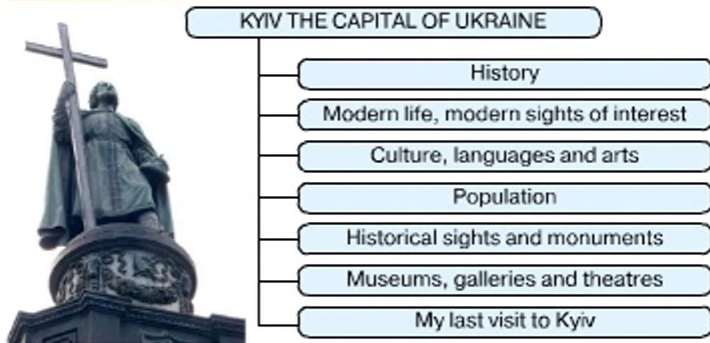 KYIV THE CAPITAL OF UKRAINE
History
Modern life, modern sights of interest
Culture, languages and arts
Population
Historical sights and monuments
Museums, galleries and theatres
My last visit to Kyiv